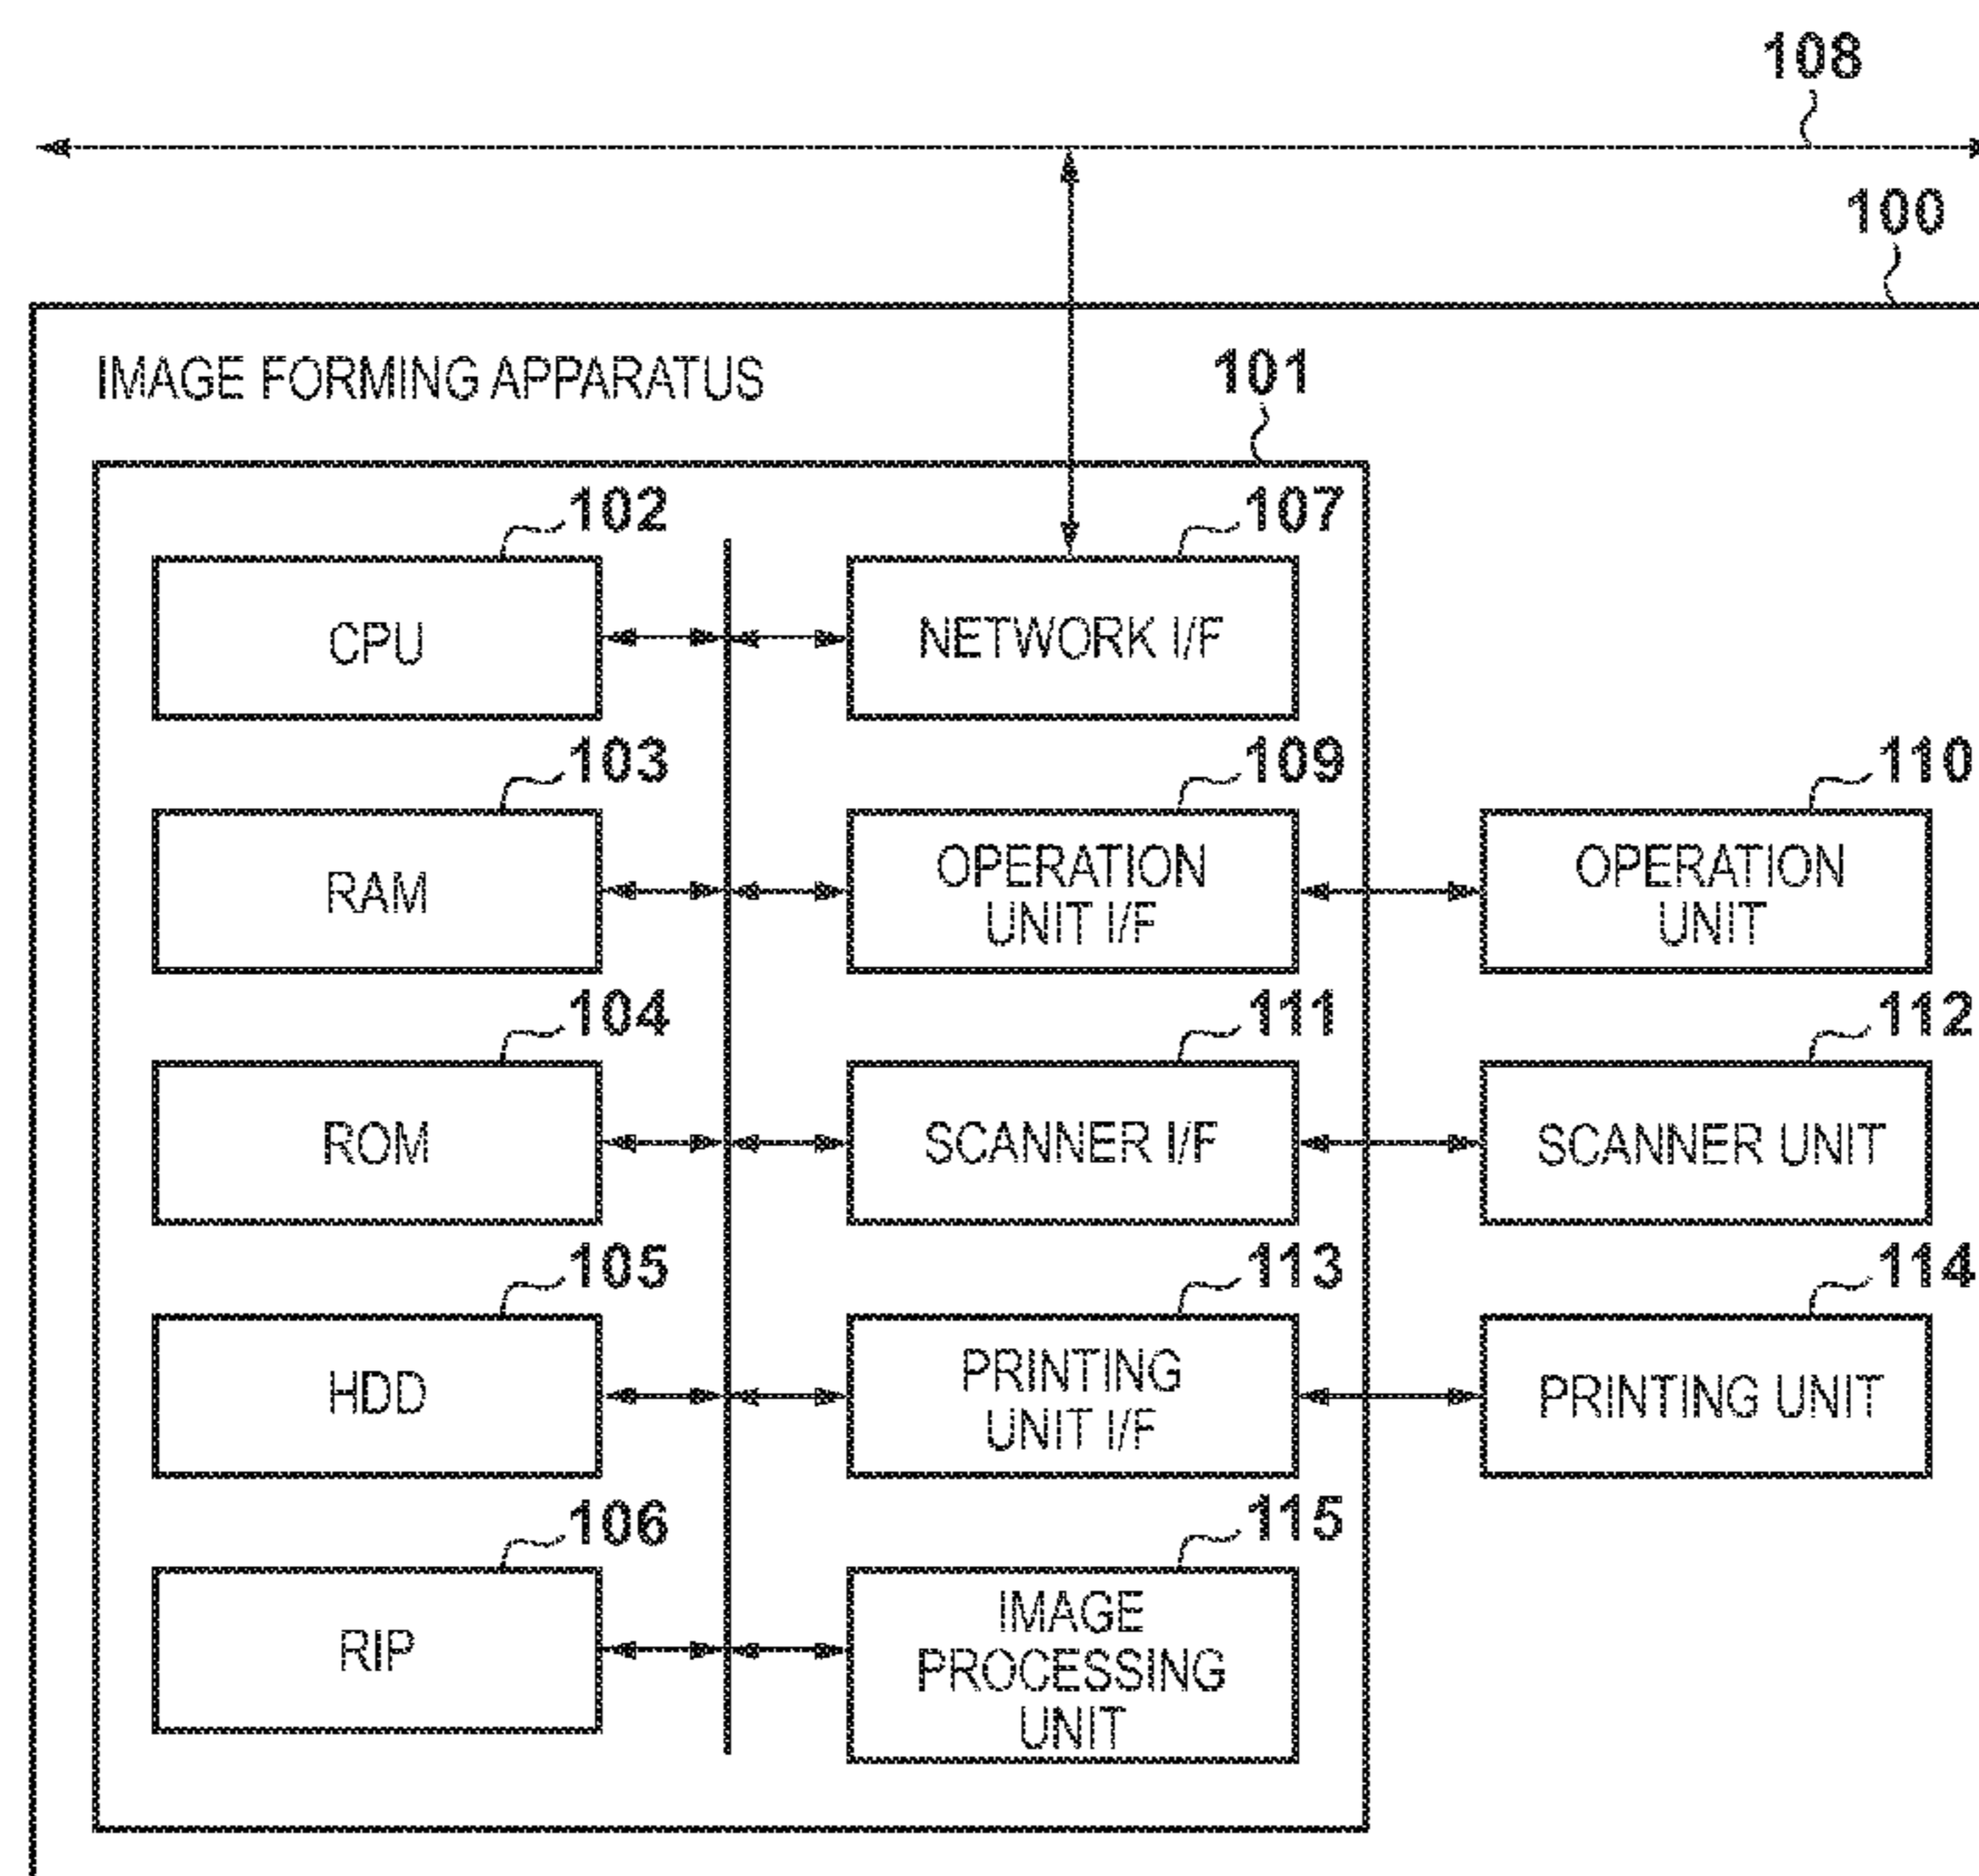 108
100
IMAGE FORMING APPARATUS
101
102
107
CPU
NETWORK I/F
103
109
110
RAM
OPERATION
UNIT I/F
OPERATION
UNIT
104
111
112
ROM
SCANNER I/F
SCANNER UNIT
105
113
114
HDD
PRINTING
UNIT I/F
PRINTING UNIT
106
115
RIP
IMAGE
PROCESSING
UNIT